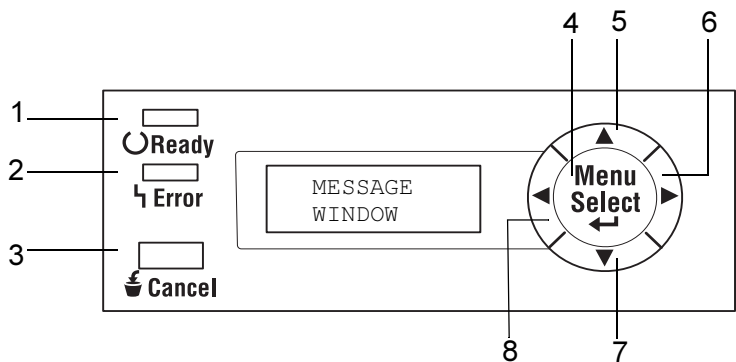 4 5 6
1
Ready
2
Error
MESSAGE
WINDOW
Menu
Select
3
Cancel
8 7